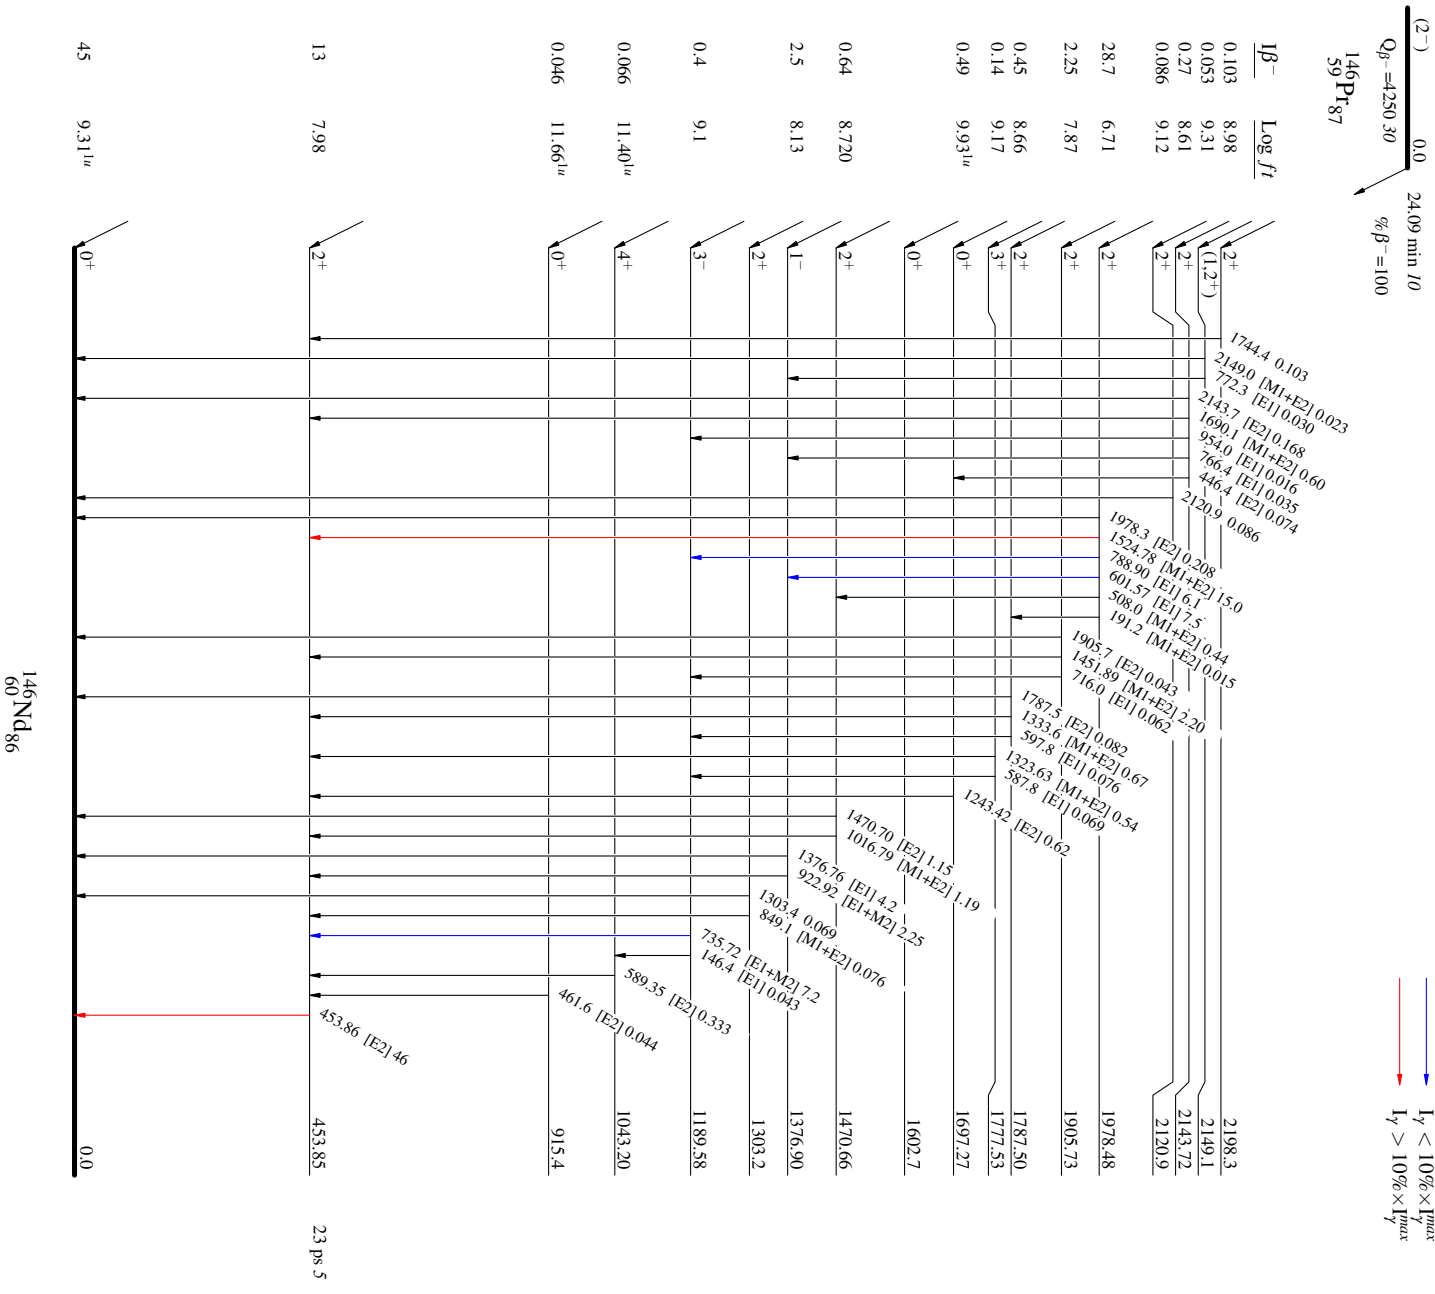 (2⁻) 0.0 24.09 min 10
Qβ⁻=4250 30 %β⁻=100
¹⁴⁶₅₉Pr₈₇
I_γ < 10%×I_γ^max
I_γ > 10%×I_γ^max
Iβ⁻ Log ft
0.103 8.98 2⁺ 2198.3
0.053 9.31 (1,2⁺) 2149.1
0.27 8.61 2⁺ 2143.72
0.086 9.12 2⁺ 2120.9
28.7 6.71 2⁺ 1978.48
2.25 7.87 2⁺ 1905.73
0.45 8.66 2⁺ 1787.50
0.14 9.17 3⁺ 1777.53
0.49 9.93¹ᵘ 0⁺ 1697.27
0⁺ 1602.7
0.64 8.720 2⁺ 1470.66
2.5 8.13 1⁻ 1376.90
2⁺ 1303.2
0.4 9.1 3⁻ 1189.58
0.066 11.40¹ᵘ 4⁺ 1043.20
0.046 11.66¹ᵘ 0⁺ 915.4
13 7.98 2⁺ 453.85 23 ps 5
45 9.31¹ᵘ 0⁺ 0.0
1744.4 0.103
2149.0 [M1+E2] 0.023
772.3 [E1] 0.030
2143.7 [E2] 0.168
1690.1 [M1+E2] 0.60
954.0 [E1] 0.016
766.4 [E1] 0.035
446.4 [E2] 0.074
2120.9 0.086
1978.3 [E2] 0.208
1524.78 [M1+E2] 15.0
788.90 [E1] 6.1
601.57 [E1] 7.5
508.0 [M1+E2] 0.44
191.2 [M1+E2] 0.015
1905.7 [E2] 0.043
1451.89 [M1+E2] 2.20
716.0 [E1] 0.062
1787.5 [E2] 0.082
1333.6 [M1+E2] 0.67
597.8 [E1] 0.076
1323.63 [M1+E2] 0.54
587.8 [E1] 0.069
1243.42 [E2] 0.62
1470.70 [E2] 1.15
1016.79 [M1+E2] 1.19
1376.76 [E1] 4.2
922.92 [E1+M2] 2.25
1303.4 0.069
849.1 [M1+E2] 0.076
735.72 [E1+M2] 7.2
146.4 [E1] 0.043
589.35 [E2] 0.333
461.6 [E2] 0.044
453.86 [E2] 46
¹⁴⁶₆₀Nd₈₆